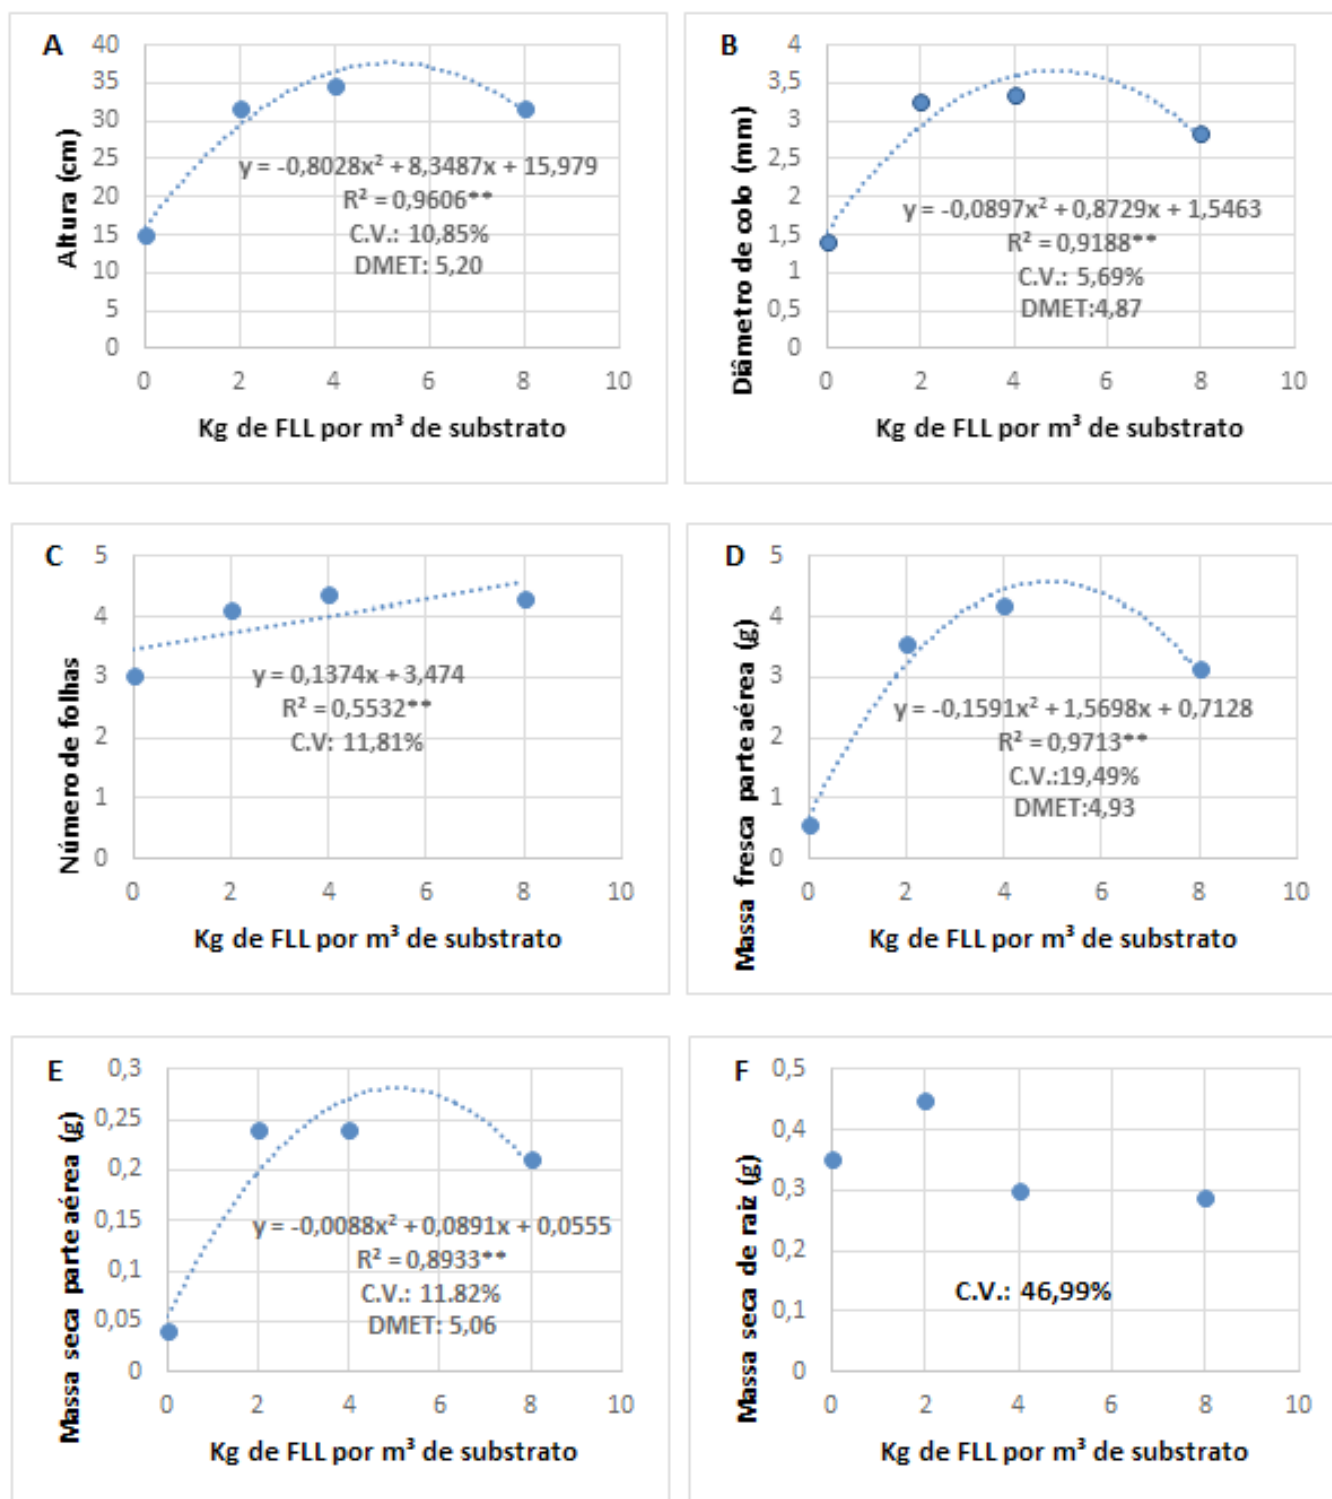 A
40
35
30
25
20
15
10
5
0
Altura (cm)
y = -0,8028x² + 8,3487x + 15,979
R² = 0,9606**
C.V.: 10,85%
DMET: 5,20
0 2 4 6 8 10
Kg de FLL por m³ de substrato
B
4
3,5
3
2,5
2
1,5
1
0,5
0
Diâmetro de colo (mm)
y = -0,0897x² + 0,8729x + 1,5463
R² = 0,9188**
C.V.: 5,69%
DMET:4,87
0 2 4 6 8 10
Kg de FLL por m³ de substrato
C
5
4
3
2
1
0
Número de folhas
y = 0,1374x + 3,474
R² = 0,5532**
C.V: 11,81%
0 2 4 6 8 10
Kg de FLL por m³ de substrato
D
5
4
3
2
1
0
Massa fresca parte aérea (g)
y = -0,1591x² + 1,5698x + 0,7128
R² = 0,9713**
C.V.:19,49%
DMET:4,93
0 2 4 6 8 10
Kg de FLL por m³ de substrato
E
0,3
0,25
0,2
0,15
0,1
0,05
0
Massa seca parte aérea (g)
y = -0,0088x² + 0,0891x + 0,0555
R² = 0,8933**
C.V.: 11.82%
DMET: 5,06
0 2 4 6 8 10
Kg de FLL por m³ de substrato
F
0,5
0,4
0,3
0,2
0,1
0
Massa seca de raiz (g)
C.V.: 46,99%
0 2 4 6 8 10
Kg de FLL por m³ de substrato